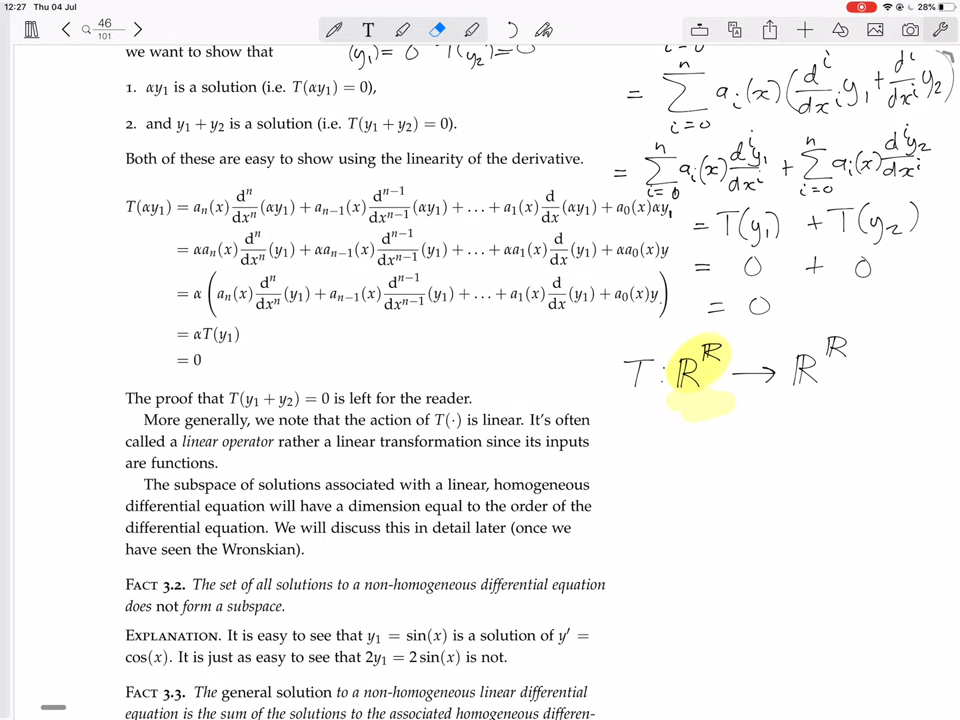 12:27 Thu 04 Jul
28%
46
101
T
we want to show that (y₁) = 0 T(y₂) = 0
1. αy₁ is a solution (i.e. T(αy₁) = 0),
2. and y₁ + y₂ is a solution (i.e. T(y₁ + y₂) = 0).
Both of these are easy to show using the linearity of the derivative.
T(αy₁) = aₙ(x) dⁿ/dxⁿ (αy₁) + aₙ₋₁(x) dⁿ⁻¹/dxⁿ⁻¹ (αy₁) + . . . + a₁(x) d/dx (αy₁) + a₀(x)αy₁
= αaₙ(x) dⁿ/dxⁿ (y₁) + αaₙ₋₁(x) dⁿ⁻¹/dxⁿ⁻¹ (y₁) + . . . + αa₁(x) d/dx (y₁) + αa₀(x)y
= α ( aₙ(x) dⁿ/dxⁿ (y₁) + aₙ₋₁(x) dⁿ⁻¹/dxⁿ⁻¹ (y₁) + . . . + a₁(x) d/dx (y₁) + a₀(x)y )
= αT(y₁)
= 0
The proof that T(y₁ + y₂) = 0 is left for the reader.
More generally, we note that the action of T(·) is linear. It's often
called a linear operator rather a linear transformation since its inputs
are functions.
The subspace of solutions associated with a linear, homogeneous
differential equation will have a dimension equal to the order of the
differential equation. We will discuss this in detail later (once we
have seen the Wronskian).
FACT 3.2. The set of all solutions to a non-homogeneous differential equation
does not form a subspace.
EXPLANATION. It is easy to see that y₁ = sin(x) is a solution of y′ =
cos(x). It is just as easy to see that 2y₁ = 2 sin(x) is not.
FACT 3.3. The general solution to a non-homogeneous linear differential
equation is the sum of the solutions to the associated homogeneous differen-
i=0
= ∑ⁿᵢ₌₀ aᵢ(x) (dⁱ/dxⁱ y₁ + dⁱ/dxⁱ y₂)
= ∑ⁿᵢ₌₀ aᵢ(x) dⁱy₁/dxⁱ + ∑ⁿᵢ₌₀ aᵢ(x) dⁱy₂/dxⁱ
= T(y₁) + T(y₂)
= 0 + 0
= 0
T : ℝ^ℝ → ℝ^ℝ